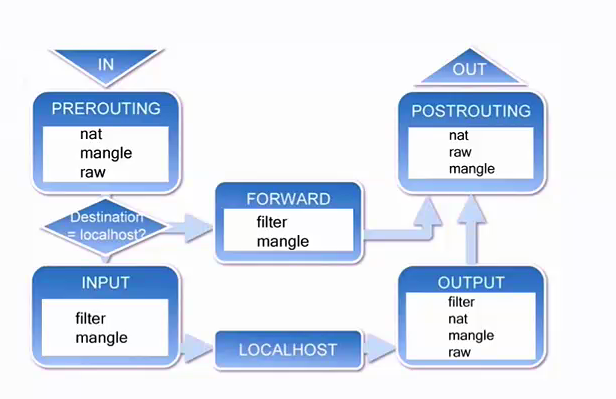 IN
OUT
PREROUTING
nat
mangle
raw
POSTROUTING
nat
raw
mangle
Destination
= localhost?
FORWARD
filter
mangle
INPUT
filter
mangle
LOCALHOST
OUTPUT
filter
nat
mangle
raw